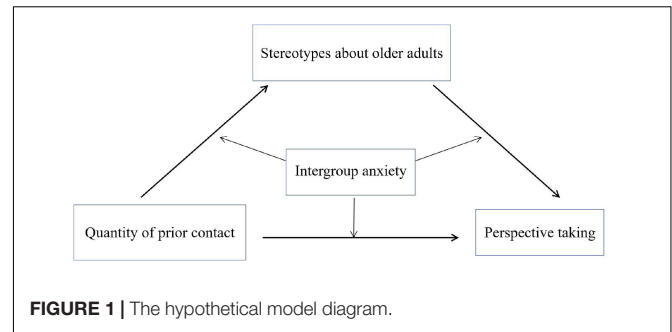 Stereotypes about older adults
Intergroup anxiety
Quantity of prior contact
Perspective taking
FIGURE 1 | The hypothetical model diagram.